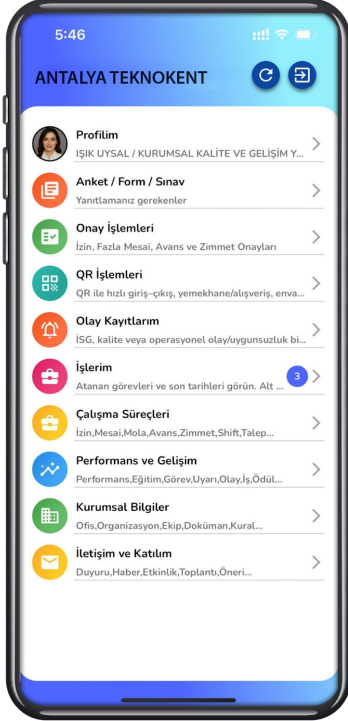 5:46
ANTALYA TEKNOKENT
Profilim
IŞIK UYSAL / KURUMSAL KALİTE VE GELİŞİM Y...
Anket / Form / Sınav
Yanıtlamanız gerekenler
Onay İşlemleri
İzin, Fazla Mesai, Avans ve Zimmet Onayları
QR İşlemleri
QR ile hızlı giriş-çıkış, yemekhane/alışveriş, enva...
Olay Kayıtlarım
İSG, kalite veya operasyonel olay/uygunsuzluk bi...
İşlerim
Atanan görevleri ve son tarihleri görün. Alt ... 3
Çalışma Süreçleri
İzin,Mesai,Mola,Avans,Zimmet,Shift,Talep...
Performans ve Gelişim
Performans,Eğitim,Görev,Uyarı,Olay,İş,Ödül...
Kurumsal Bilgiler
Ofis,Organizasyon,Ekip,Doküman,Kural...
İletişim ve Katılım
Duyuru,Haber,Etkinlik,Toplantı,Öneri...